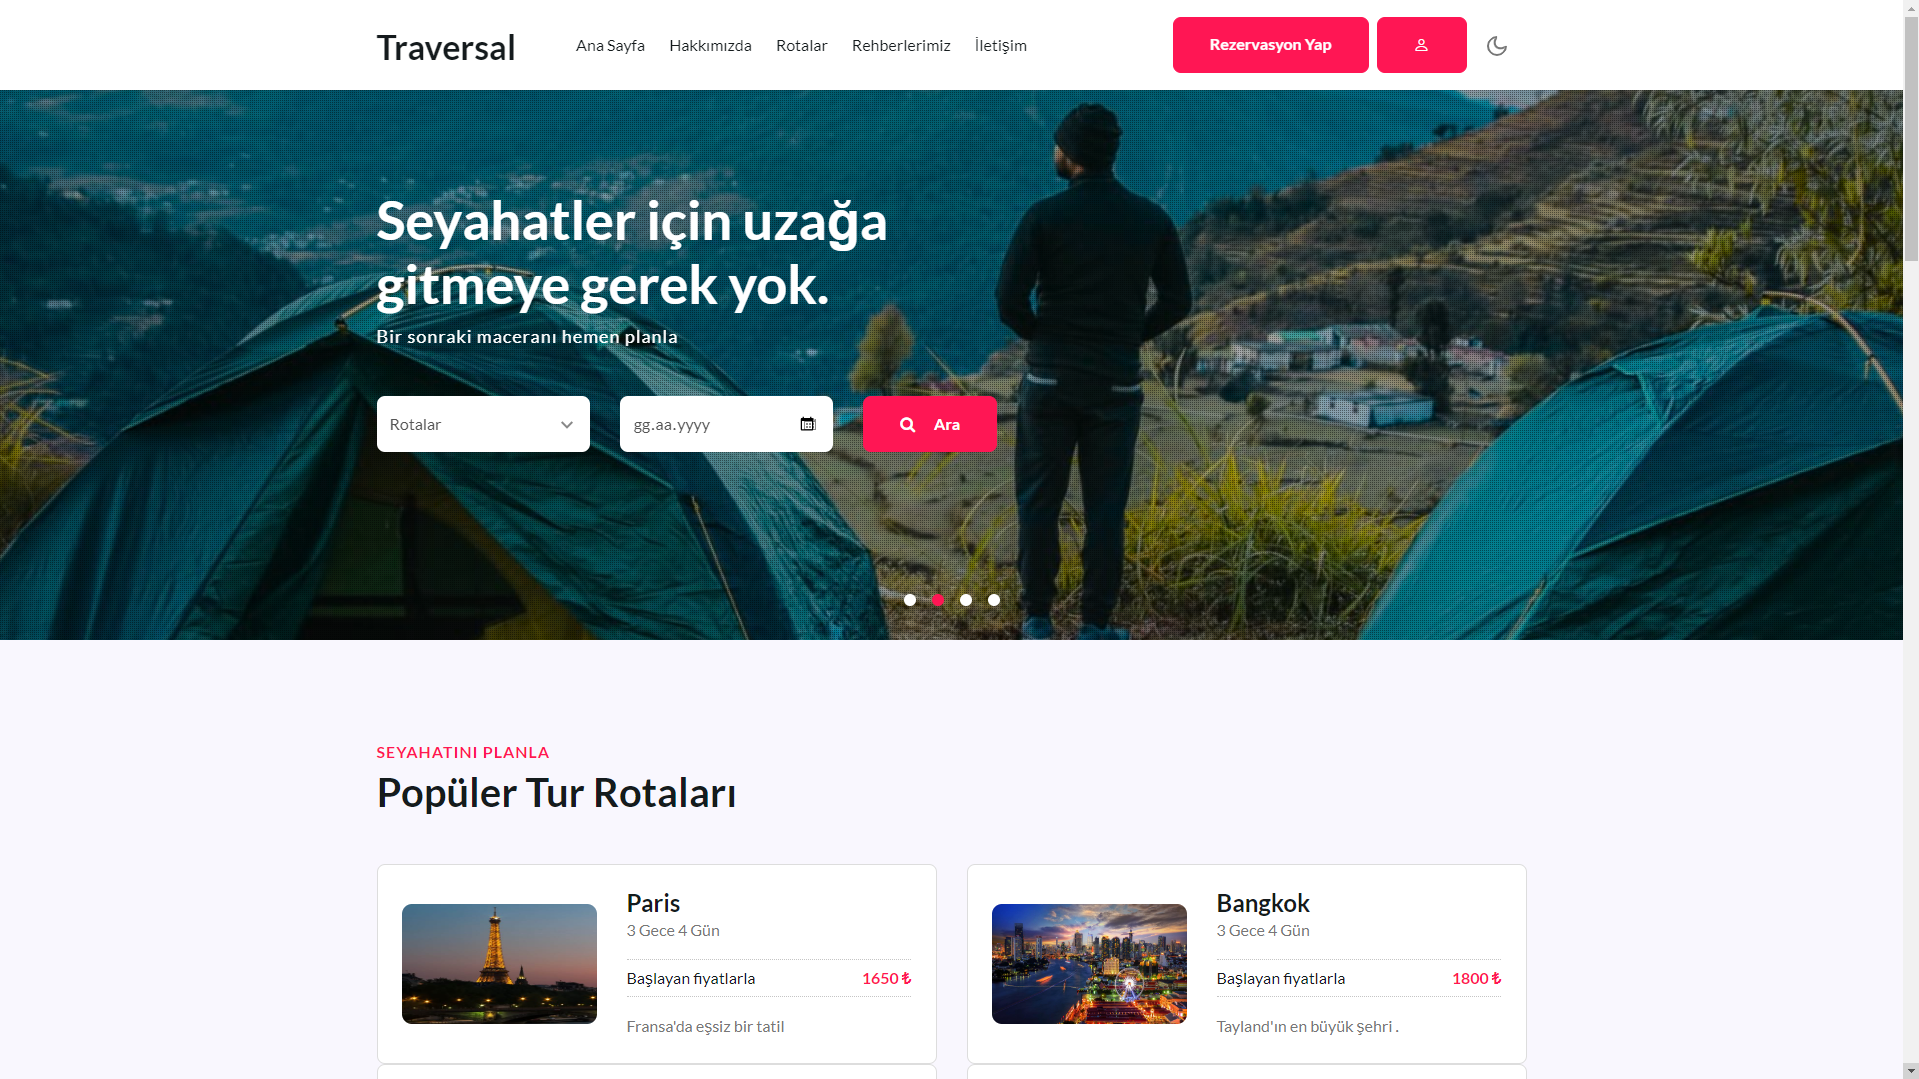 Traversal
Ana Sayfa
Hakkımızda
Rotalar
Rehberlerimiz
İletişim
Rezervasyon Yap
Seyahatler için uzağa
gitmeye gerek yok.
Bir sonraki maceranı hemen planla
Rotalar
gg.aa.yyyy
Ara
SEYAHATINI PLANLA
Popüler Tur Rotaları
Paris
3 Gece 4 Gün
Başlayan fiyatlarla
1650 ₺
Fransa'da eşsiz bir tatil
Bangkok
3 Gece 4 Gün
Başlayan fiyatlarla
1800 ₺
Tayland'ın en büyük şehri .